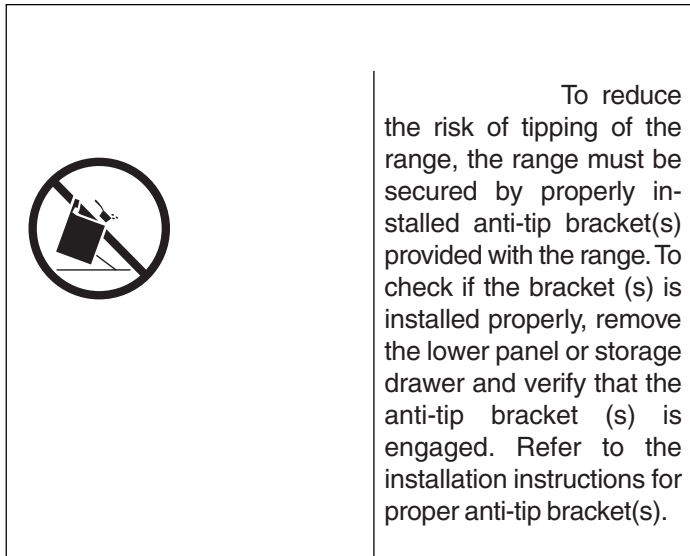 To reduce
the risk of tipping of the
range, the range must be
secured by properly in-
stalled anti-tip bracket(s)
provided with the range. To
check if the bracket (s) is
installed properly, remove
the lower panel or storage
drawer and verify that the
anti-tip bracket (s) is
engaged. Refer to the
installation instructions for
proper anti-tip bracket(s).